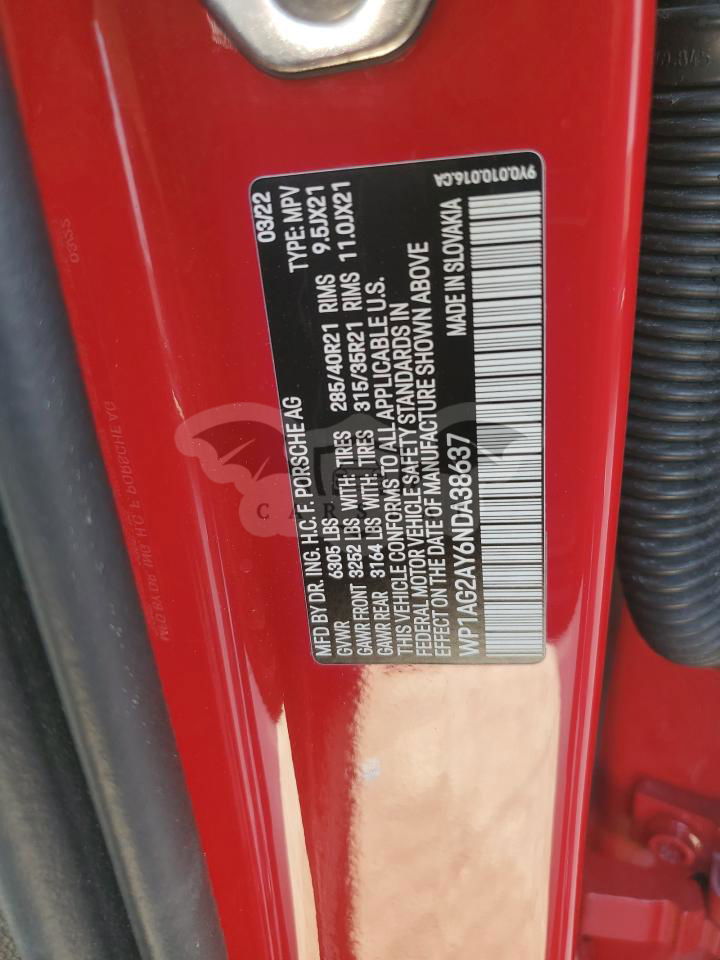 MFD BY DR. ING. H.C. F. PORSCHE AG 03/22
GVWR 6305 LBS TYPE: MPV
GAWR FRONT 3252 LBS WITH: TIRES 285/40R21 RIMS 9.5JX21
GAWR REAR 3164 LBS WITH: TIRES 315/35R21 RIMS 11.0JX21
THIS VEHICLE CONFORMS TO ALL APPLICABLE U.S.
FEDERAL MOTOR VEHICLE SAFETY STANDARDS IN
EFFECT ON THE DATE OF MANUFACTURE SHOWN ABOVE
WP1AG2AY6NDA38637 MADE IN SLOVAKIA
9Y0.010.016.CA